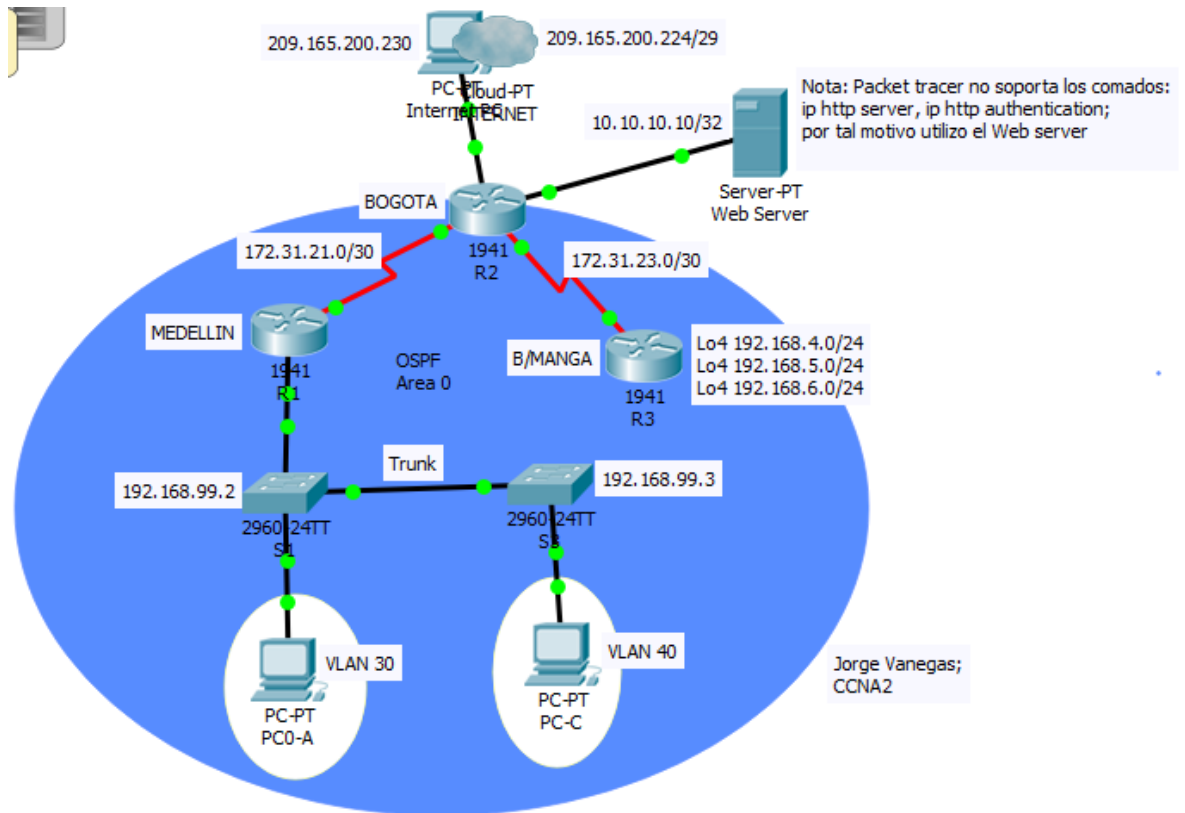 209.165.200.230
209.165.200.224/29
PC-PT
Cloud-PT
Internet PC
INTERNET
Nota: Packet tracer no soporta los comados:
ip http server, ip http authentication;
por tal motivo utilizo el Web server
10.10.10.10/32
Server-PT
Web Server
BOGOTA
1941
R2
172.31.21.0/30
172.31.23.0/30
MEDELLIN
1941
R1
OSPF
Area 0
B/MANGA
1941
R3
Lo4 192.168.4.0/24
Lo4 192.168.5.0/24
Lo4 192.168.6.0/24
Trunk
192.168.99.2
2960-24TT
S1
192.168.99.3
2960-24TT
S3
VLAN 30
PC-PT
PC0-A
VLAN 40
PC-PT
PC-C
Jorge Vanegas;
CCNA2